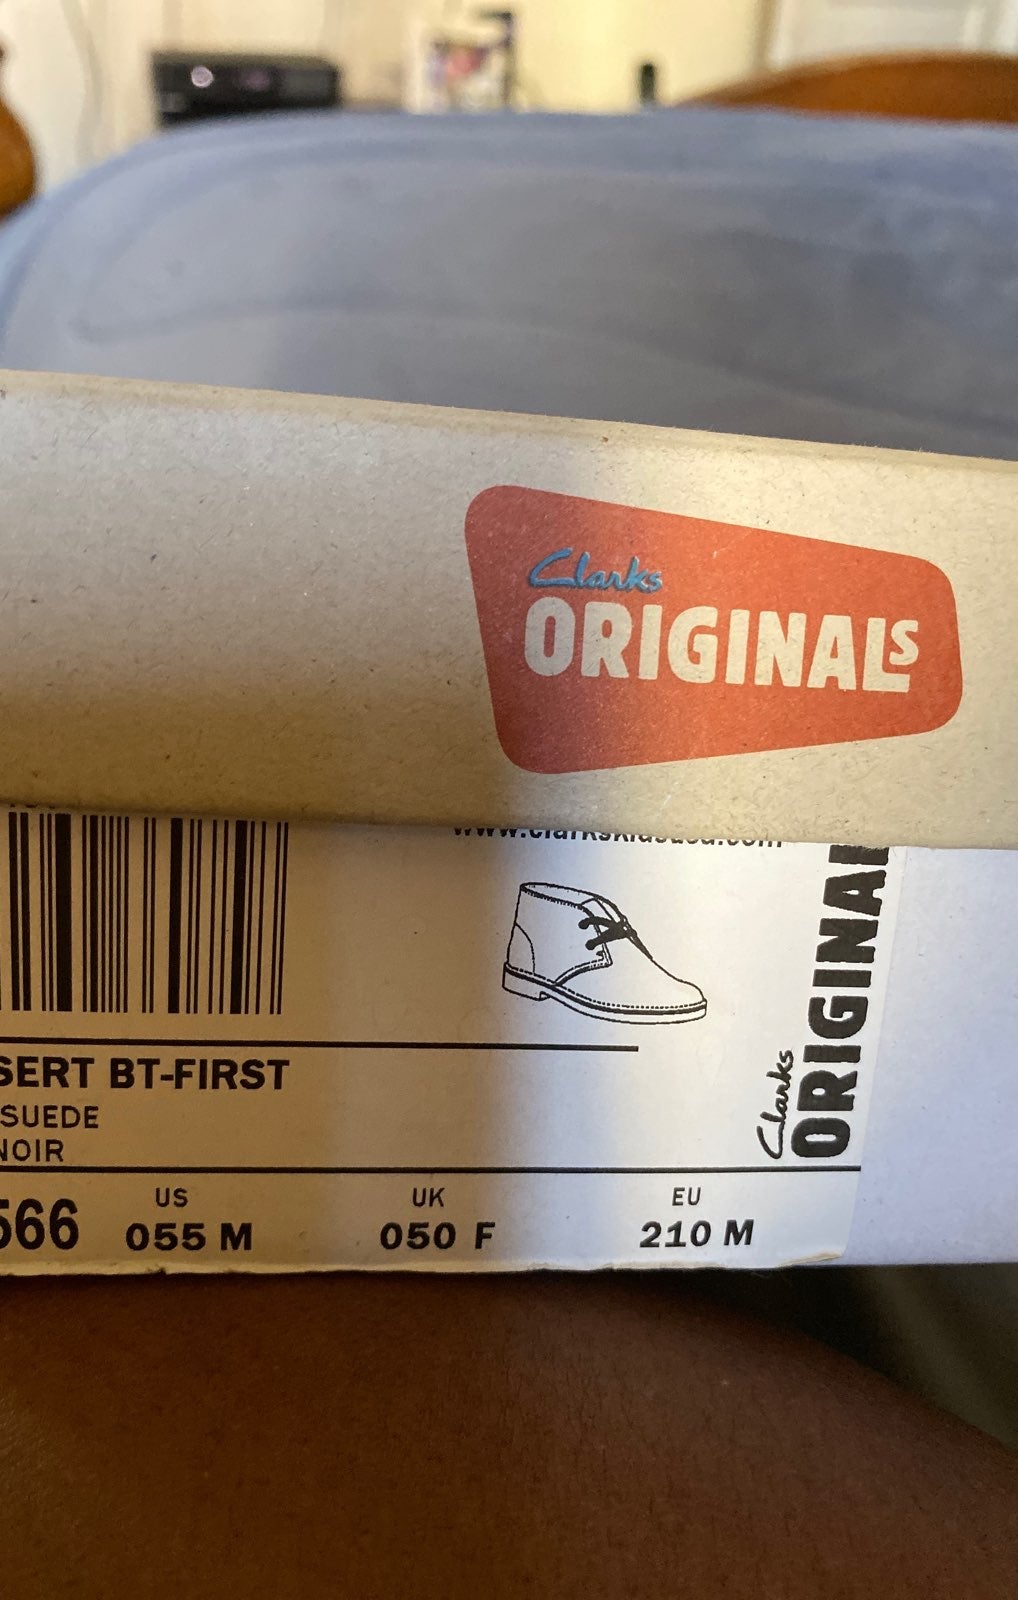 Clarks
ORIGINALS
SERT BT-FIRST
SUEDE
NOIR
566
US
055 M
UK
050 F
EU
210 M
Clarks
ORIGINAL